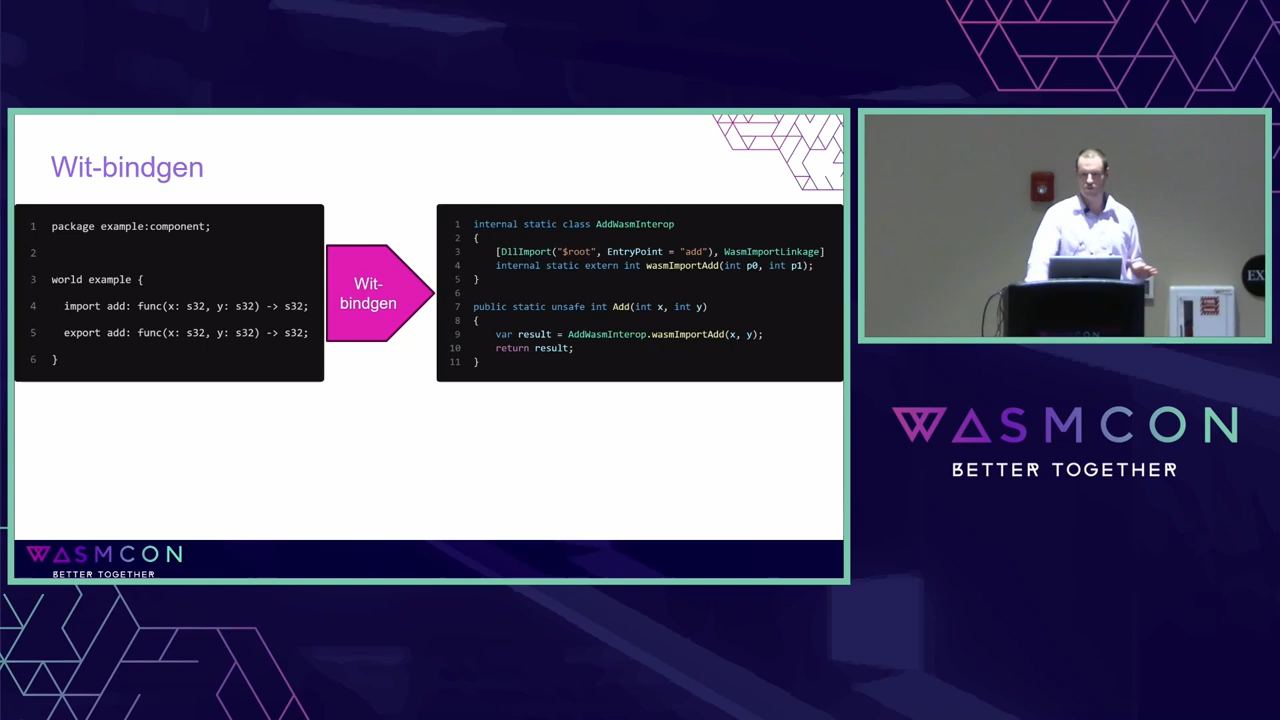 Wit-bindgen
1 package example:component;
2
3 world example {
4 import add: func(x: s32, y: s32) -> s32;
5 export add: func(x: s32, y: s32) -> s32;
6 }
Wit-
bindgen
1 internal static class AddWasmInterop
2 {
3 [DllImport("$root", EntryPoint = "add"), WasmImportLinkage]
4 internal static extern int wasmImportAdd(int p0, int p1);
5 }
6
7 public static unsafe int Add(int x, int y)
8 {
9 var result = AddWasmInterop.wasmImportAdd(x, y);
10 return result;
11 }
WASMCON
BETTER TOGETHER
EX
WASMCON
BETTER TOGETHER